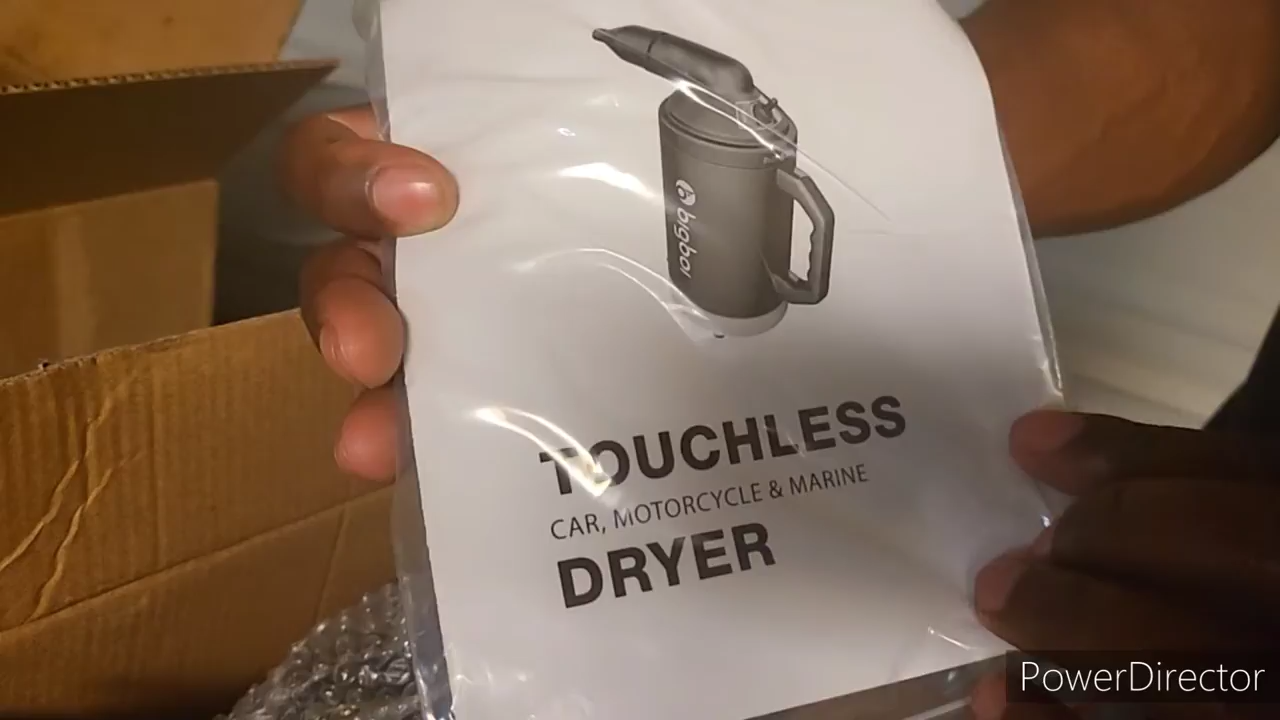 bigboi
TOUCHLESS
CAR, MOTORCYCLE & MARINE
DRYER
PowerDirector